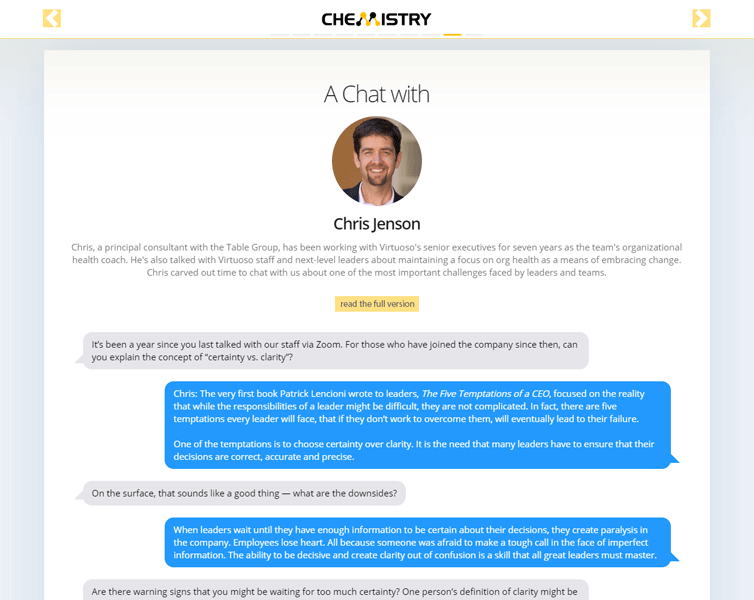 CHEMISTRY
A Chat with
Chris Jenson
Chris, a principal consultant with the Table Group, has been working with Virtuoso's senior executives for seven years as the team's organizational
health coach. He's also talked with Virtuoso staff and next-level leaders about maintaining a focus on org health as a means of embracing change.
Chris carved out time to chat with us about one of the most important challenges faced by leaders and teams.
read the full version
It's been a year since you last talked with our staff via Zoom. For those who have joined the company since then, can
you explain the concept of “certainty vs. clarity”?
Chris: The very first book Patrick Lencioni wrote to leaders, The Five Temptations of a CEO, focused on the reality
that while the responsibilities of a leader might be difficult, they are not complicated. In fact, there are five
temptations every leader will face, that if they don't work to overcome them, will eventually lead to their failure.
One of the temptations is to choose certainty over clarity. It is the need that many leaders have to ensure that their
decisions are correct, accurate and precise.
On the surface, that sounds like a good thing — what are the downsides?
When leaders wait until they have enough information to be certain about their decisions, they create paralysis in
the company. Employees lose heart. All because someone was afraid to make a tough call in the face of imperfect
information. The ability to be decisive and create clarity out of confusion is a skill that all great leaders must master.
Are there warning signs that you might be waiting for too much certainty? One person's definition of clarity might be